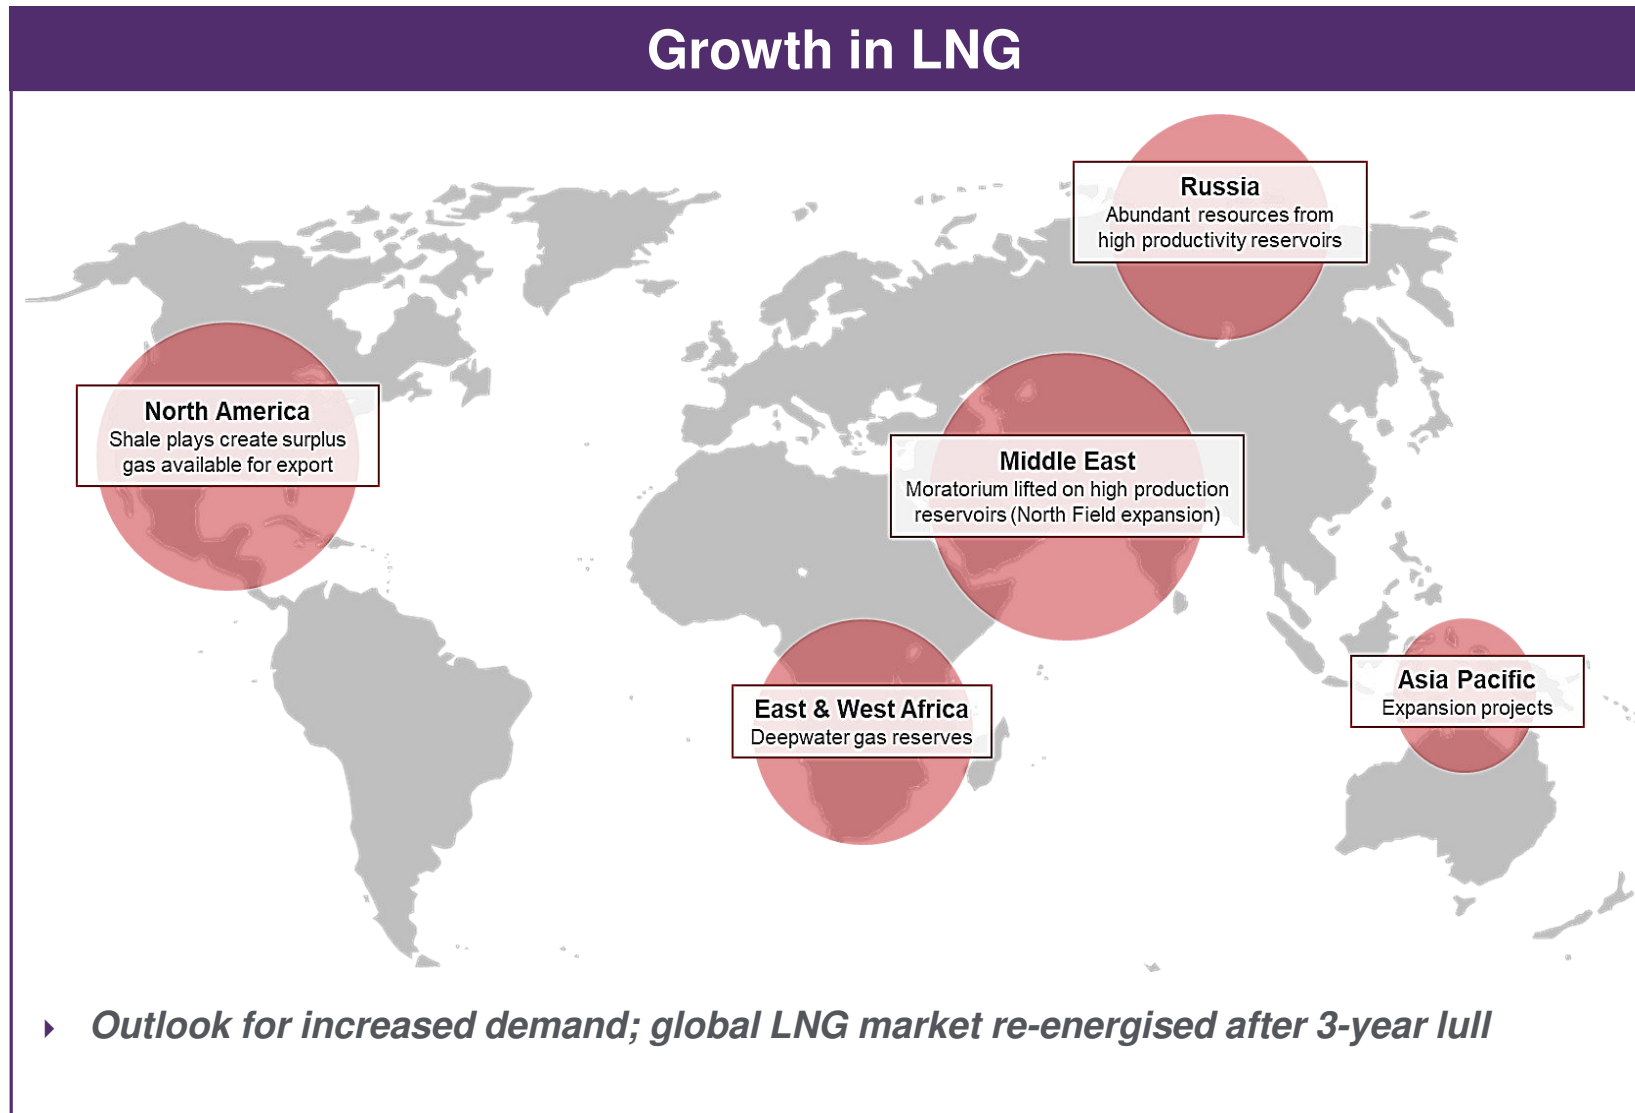 Growth in LNG
Russia
Abundant resources from
high productivity reservoirs
North America
Shale plays create surplus
gas available for export
Middle East
Moratorium lifted on high production
reservoirs (North Field expansion)
East & West Africa
Deepwater gas reserves
Asia Pacific
Expansion projects
Outlook for increased demand; global LNG market re-energised after 3-year lull